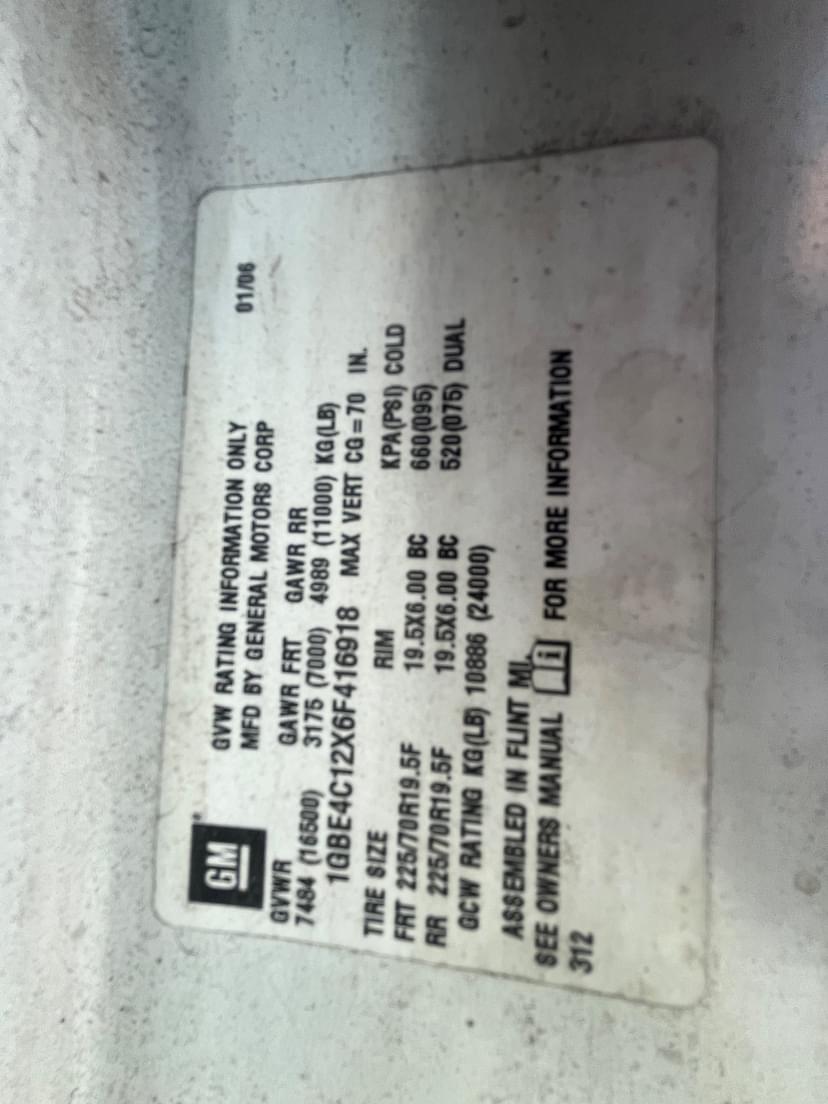 GM
GVW RATING INFORMATION ONLY
MFD BY GENERAL MOTORS CORP 01/06
GVWR GAWR FRT GAWR RR
7484 (16500) 3175 (7000) 4989 (11000) KG(LB)
1GBE4C12X6F416918 MAX VERT CG=70 IN.
TIRE SIZE RIM KPA(PSI) COLD
FRT 225/70R19.5F 19.5X6.00 BC 660(095)
RR 225/70R19.5F 19.5X6.00 BC 520(075) DUAL
GCW RATING KG(LB) 10886 (24000)
ASSEMBLED IN FLINT MI.
SEE OWNERS MANUAL i FOR MORE INFORMATION
312